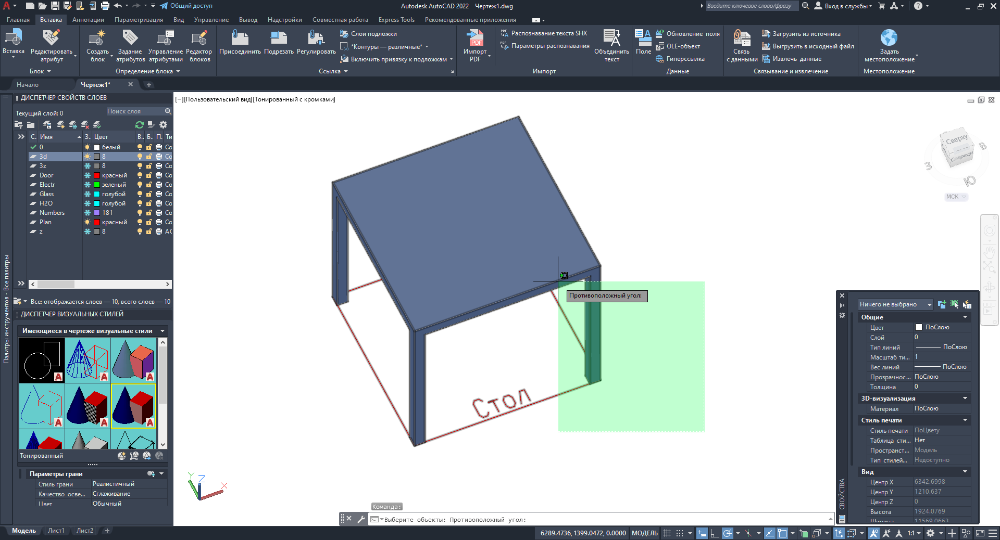 Общий доступ
Autodesk AutoCAD 2022 Чертеж1.dwg
Введите ключевое слово/фразу
Вход в службы
Главная Вставка Аннотации Параметризация Вид Управление Вывод Надстройки Совместная работа Express Tools Рекомендованные приложения
Вставка
Редактировать атрибут
Создать блок
Задание атрибутов
Управление атрибутами
Редактор блоков
Присоединить
Подрезать
Регулировать
Слои подложки
*Контуры — различные*
Включить привязку к подложкам
Импорт PDF
PDF
Распознавание текста SHX
Параметры распознавания
Объединить текст
Поле
Обновление поля
OLE-объект
Гиперссылка
Связь с данными
Загрузить из источника
Выгрузить в исходный файл
Извлечь данные
Задать местоположение
Блок
Определение блока
Ссылка
Импорт
Данные
Связывание и извлечение
Местоположение
Начало
Чертеж1*
ДИСПЕТЧЕР СВОЙСТВ СЛОЕВ
Текущий слой: 0
Поиск слоя
С. Имя З.. Цвет В.. Б.. П. Ти
0 белый Co
3d 8 Co
3z 8 Co
Door красный Co
Electr зеленый Co
Glass голубой Co
H2O голубой Co
Numbers 181 Co
Plan красный Co
z 8 AC
Все: отображается слоев — 10, всего слоев — 10
ДИСПЕТЧЕР ВИЗУАЛЬНЫХ СТИЛЕЙ
Имеющиеся в чертеже визуальные стили
Тонированный
Параметры грани
Стиль грани Реалистичный
Качество осве... Сглаживание
Цвет Обычный
Палитры инструментов - Все палитры
[−][Пользовательский вид][Тонированный с кромками]
Сверху
Спереди
В
З
Ю
МСК
Противоположный угол:
Стол
Y
Z
X
Команда:
Выберите объекты: Противоположный угол:
СВОЙСТВА
Ничего не выбрано
Общие
Цвет ПоСлою
Слой 0
Тип линий ПоСлою
Масштаб ти... 1
Вес линий ПоСлою
Прозрачнос... ПоСлою
Толщина 0
3D-визуализация
Материал ПоСлою
Стиль печати
Стиль печати ПоЦвету
Таблица сти... Нет
Пространст... Модель
Тип стилей... Недоступно
Вид
Центр X 6342.6998
Центр Y 1210.637
Центр Z 0
Высота 1924.0769
Ширина 11569.0663
Модель Лист1 Лист2
6289.4736, 1399.0472, 0.0000 МОДЕЛЬ
1:1